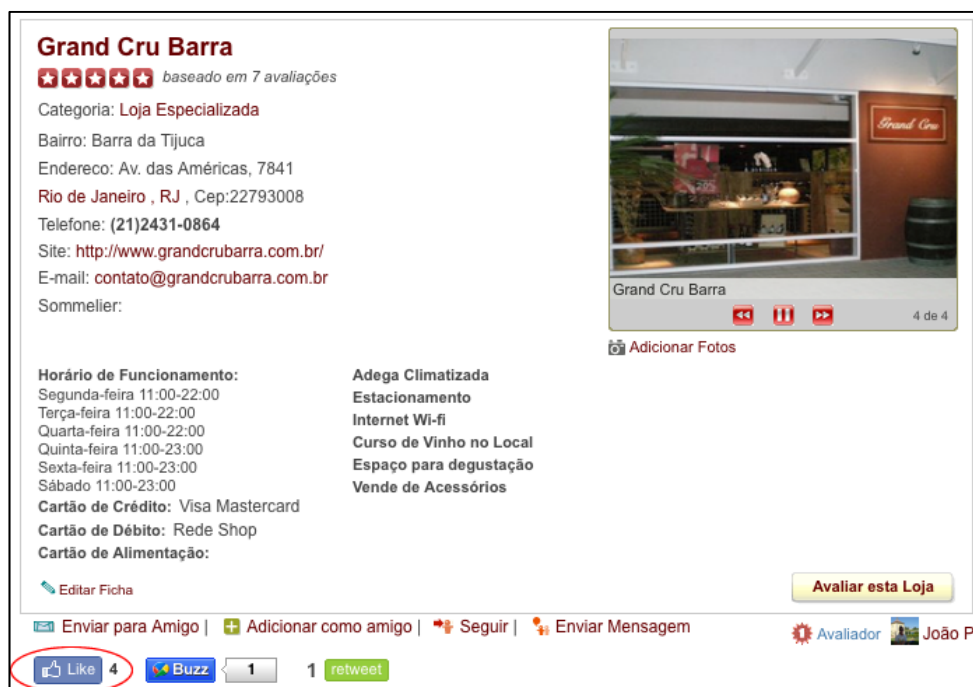 Grand Cru Barra
baseado em 7 avaliações
Categoria: Loja Especializada
Bairro: Barra da Tijuca
Endereco: Av. das Américas, 7841
Rio de Janeiro , RJ , Cep:22793008
Telefone: (21)2431-0864
Site: http://www.grandcrubarra.com.br/
E-mail: contato@grandcrubarra.com.br
Sommelier:
Grand Cru
Grand Cru Barra
4 de 4
Adicionar Fotos
Horário de Funcionamento:
Segunda-feira 11:00-22:00
Terça-feira 11:00-22:00
Quarta-feira 11:00-22:00
Quinta-feira 11:00-23:00
Sexta-feira 11:00-23:00
Sábado 11:00-23:00
Cartão de Crédito: Visa Mastercard
Cartão de Débito: Rede Shop
Cartão de Alimentação:
Adega Climatizada
Estacionamento
Internet Wi-fi
Curso de Vinho no Local
Espaço para degustação
Vende de Acessórios
Editar Ficha
Avaliar esta Loja
Enviar para Amigo | Adicionar como amigo | Seguir | Enviar Mensagem
Avaliador João P
Like 4 Buzz 1 1 retweet